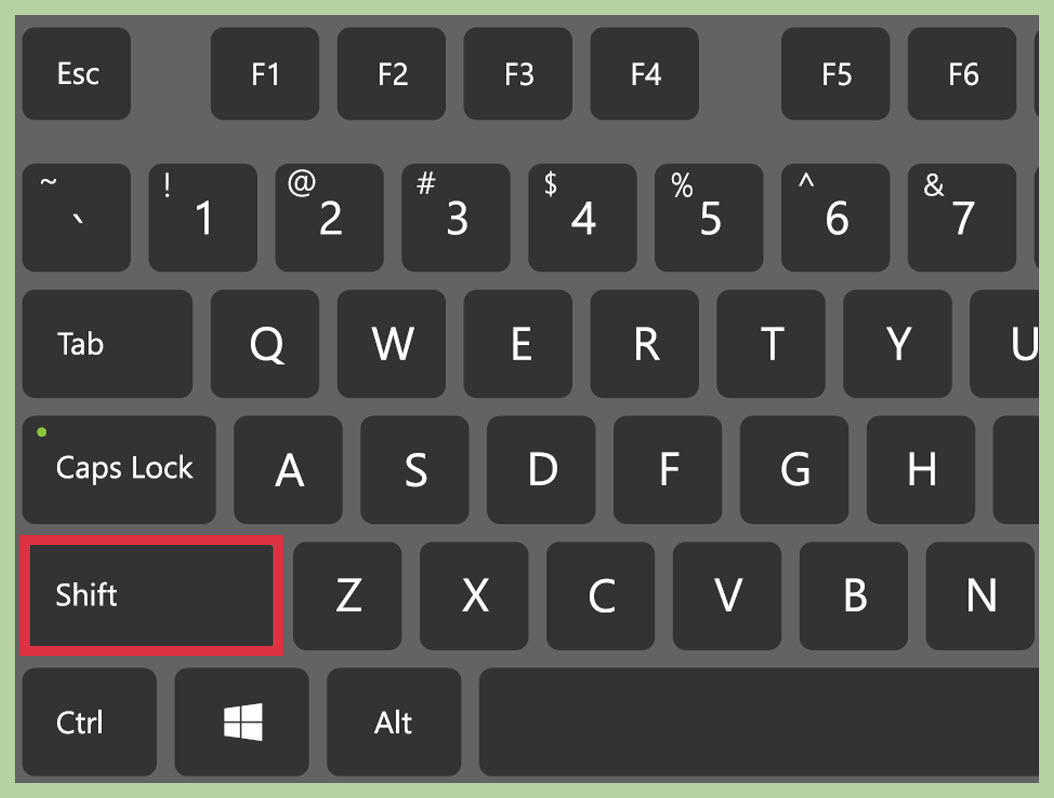 Esc F1 F2 F3 F4 F5 F6
~ ` ! 1 @ 2 # 3 $ 4 % 5 ^ 6 & 7
Tab Q W E R T Y U
Caps Lock A S D F G H
Shift Z X C V B N
Ctrl Alt